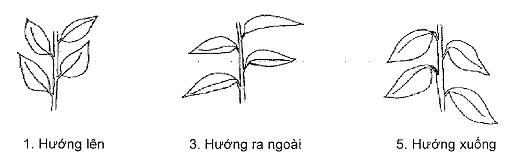 1. Hướng lên
3. Hướng ra ngoài
5. Hướng xuống